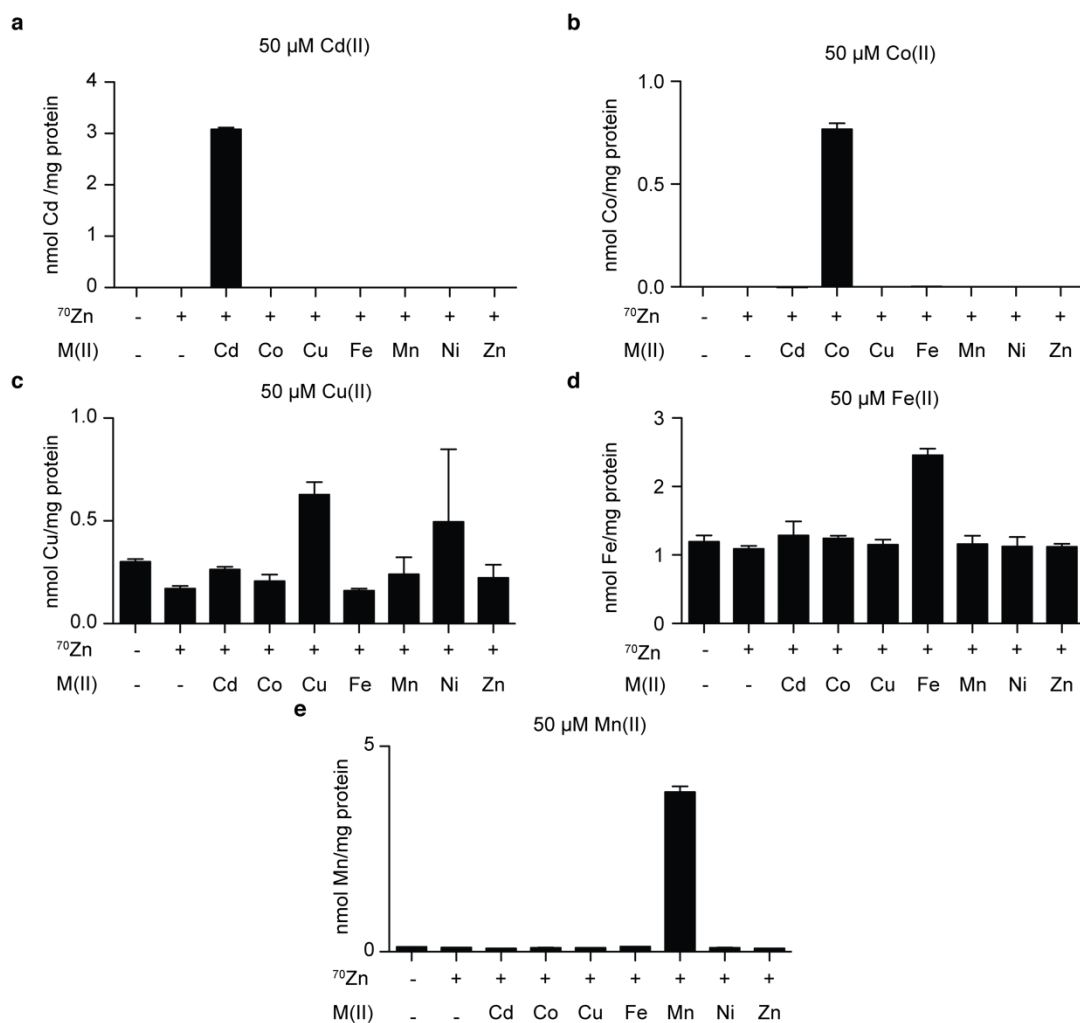 a
50 μM Cd(II)
nmol Cd /mg protein
4
3
2
1
0
⁷⁰Zn - + + + + + + + +
M(II) - - Cd Co Cu Fe Mn Ni Zn
b
50 μM Co(II)
nmol Co/mg protein
1.0
0.5
0.0
⁷⁰Zn - + + + + + + + +
M(II) - - Cd Co Cu Fe Mn Ni Zn
c
50 μM Cu(II)
nmol Cu/mg protein
1.0
0.5
0.0
⁷⁰Zn - + + + + + + + +
M(II) - - Cd Co Cu Fe Mn Ni Zn
d
50 μM Fe(II)
nmol Fe/mg protein
3
2
1
0
⁷⁰Zn - + + + + + + + +
M(II) - - Cd Co Cu Fe Mn Ni Zn
e
50 μM Mn(II)
nmol Mn/mg protein
5
0
⁷⁰Zn - + + + + + + + +
M(II) - - Cd Co Cu Fe Mn Ni Zn